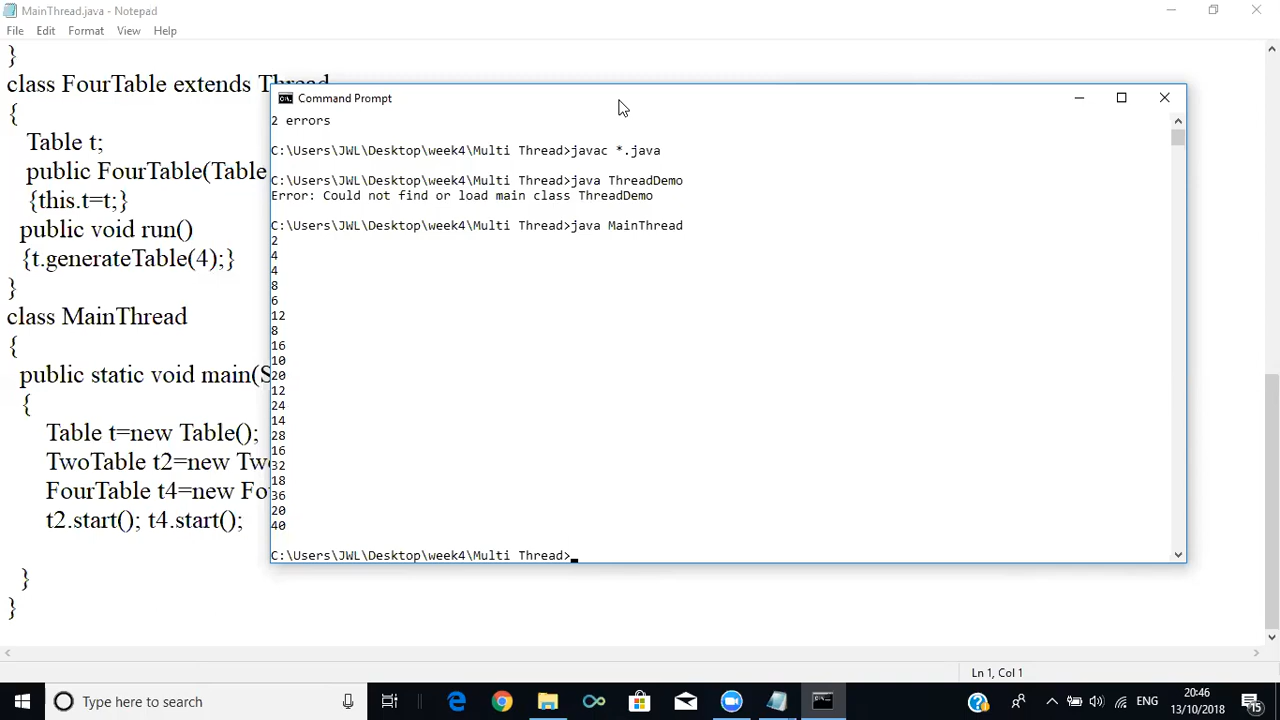 MainThread.java - Notepad
File Edit Format View Help
}
class FourTable extends Thread
{
Table t;
public FourTable(Table
{this.t=t;}
public void run()
{t.generateTable(4);}
}
class MainThread
{
public static void main(S
{
Table t=new Table();
TwoTable t2=new Two
FourTable t4=new Fo
t2.start(); t4.start();
}
}
Command Prompt
2 errors
C:\Users\JWL\Desktop\week4\Multi Thread>javac *.java
C:\Users\JWL\Desktop\week4\Multi Thread>java ThreadDemo
Error: Could not find or load main class ThreadDemo
C:\Users\JWL\Desktop\week4\Multi Thread>java MainThread
2
4
4
8
6
12
8
16
10
20
12
24
14
28
16
32
18
36
20
40
C:\Users\JWL\Desktop\week4\Multi Thread>
Ln 1, Col 1
Type here to search
ENG
20:46
13/10/2018
15